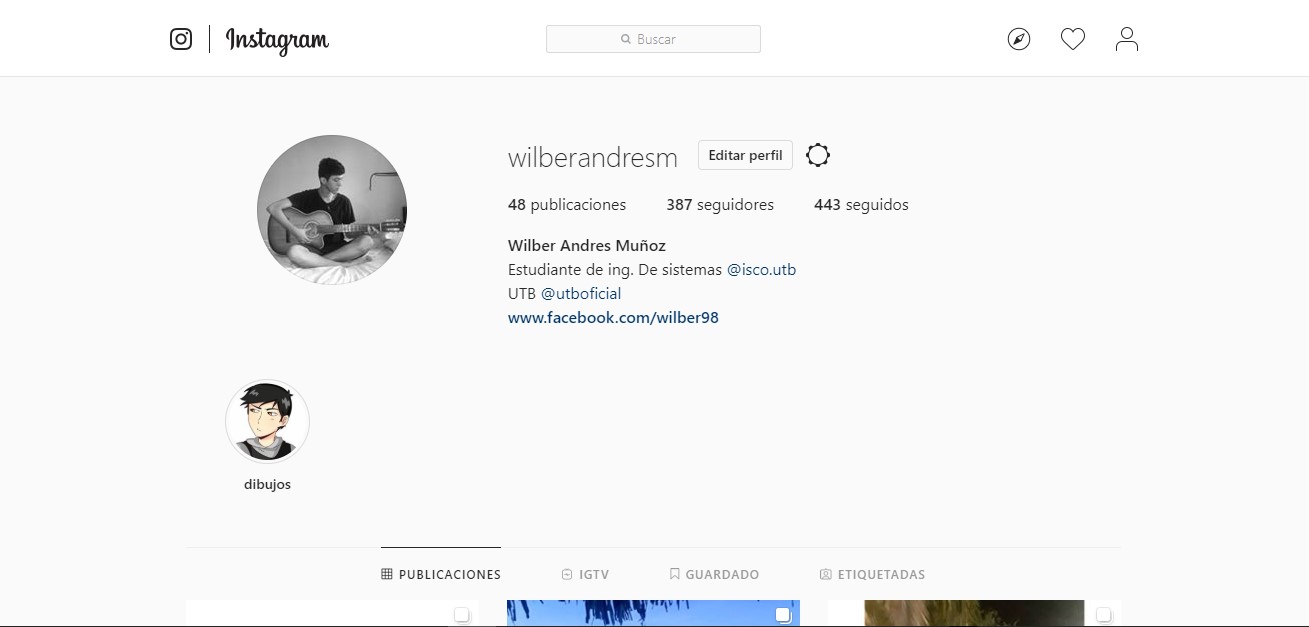 Instagram
Buscar
wilberandresm Editar perfil
48 publicaciones 387 seguidores 443 seguidos
Wilber Andres Muñoz
Estudiante de ing. De sistemas @isco.utb
UTB @utboficial
www.facebook.com/wilber98
dibujos
PUBLICACIONES IGTV GUARDADO ETIQUETADAS